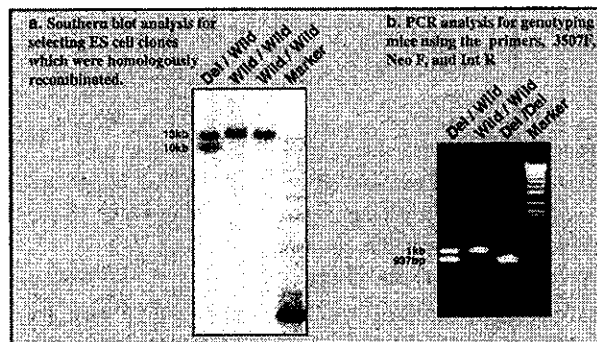 a. Southern blot analysis for
selecting ES cell clones
which were homologously
recombinated.
Del / Wild
Wild / Wild
Wild / Wild
Marker
13kb
10kb
b. PCR analysis for genotyping
mice using the primers, 3507F,
Neo F, and Int R
Del / Wild
Wild / Wild
Del / Del
Marker
1kb
937bp